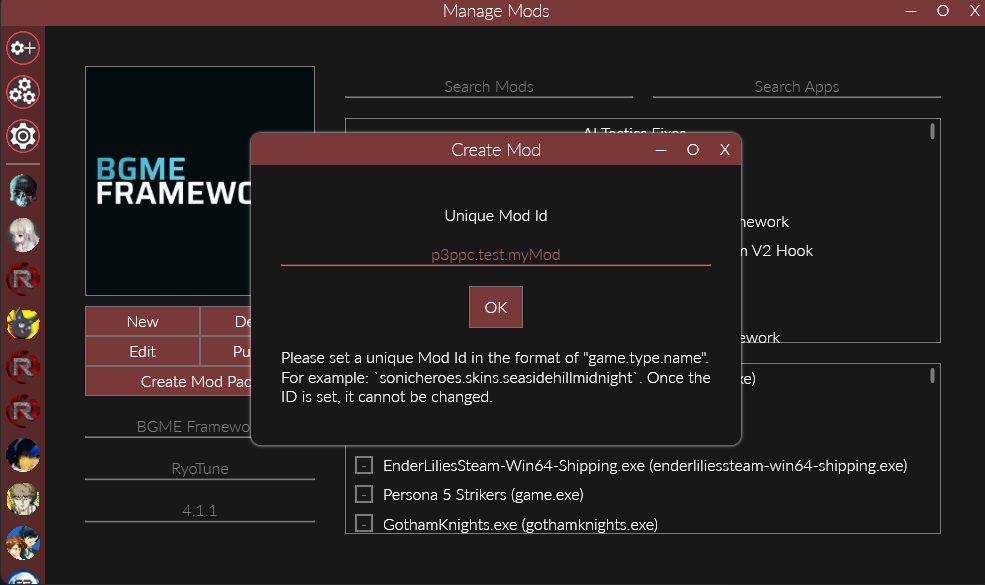 Manage Mods
BGME
FRAMEWO
Search Mods
Search Apps
AI Tactics Fixes
Create Mod
Unique Mod Id
p3ppc.test.myMod
OK
Please set a unique Mod Id in the format of "game.type.name".
For example: `sonicheroes.skins.seasidehillmidnight`. Once the
ID is set, it cannot be changed.
mework
m V2 Hook
ework
xe)
New
De
Edit
Pu
Create Mod Pac
BGME Framewo
RyoTune
4.1.1
EnderLiliesSteam-Win64-Shipping.exe (enderliliessteam-win64-shipping.exe)
Persona 5 Strikers (game.exe)
GothamKnights.exe (gothamknights.exe)